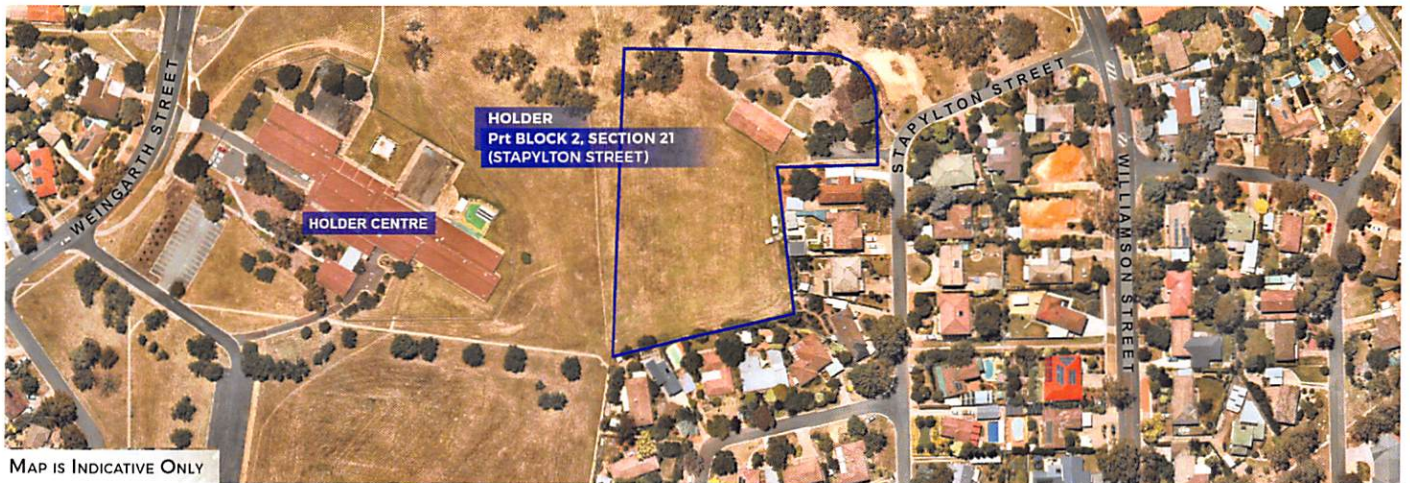 WEINGARTH STREET
HOLDER
Prt BLOCK 2, SECTION 21
(STAPYLTON STREET)
HOLDER CENTRE
STAPYLTON STREET
WILLIAMSON STREET
MAP IS INDICATIVE ONLY